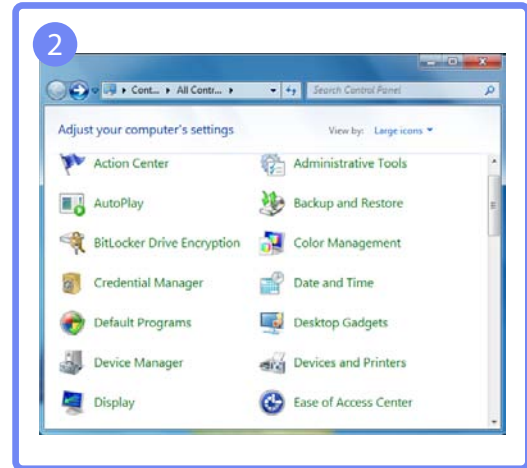 2
Cont... ▸ All Contr... ▸ Search Control Panel
Adjust your computer's settings View by: Large icons
Action Center Administrative Tools
AutoPlay Backup and Restore
BitLocker Drive Encryption Color Management
Credential Manager Date and Time
Default Programs Desktop Gadgets
Device Manager Devices and Printers
Display Ease of Access Center